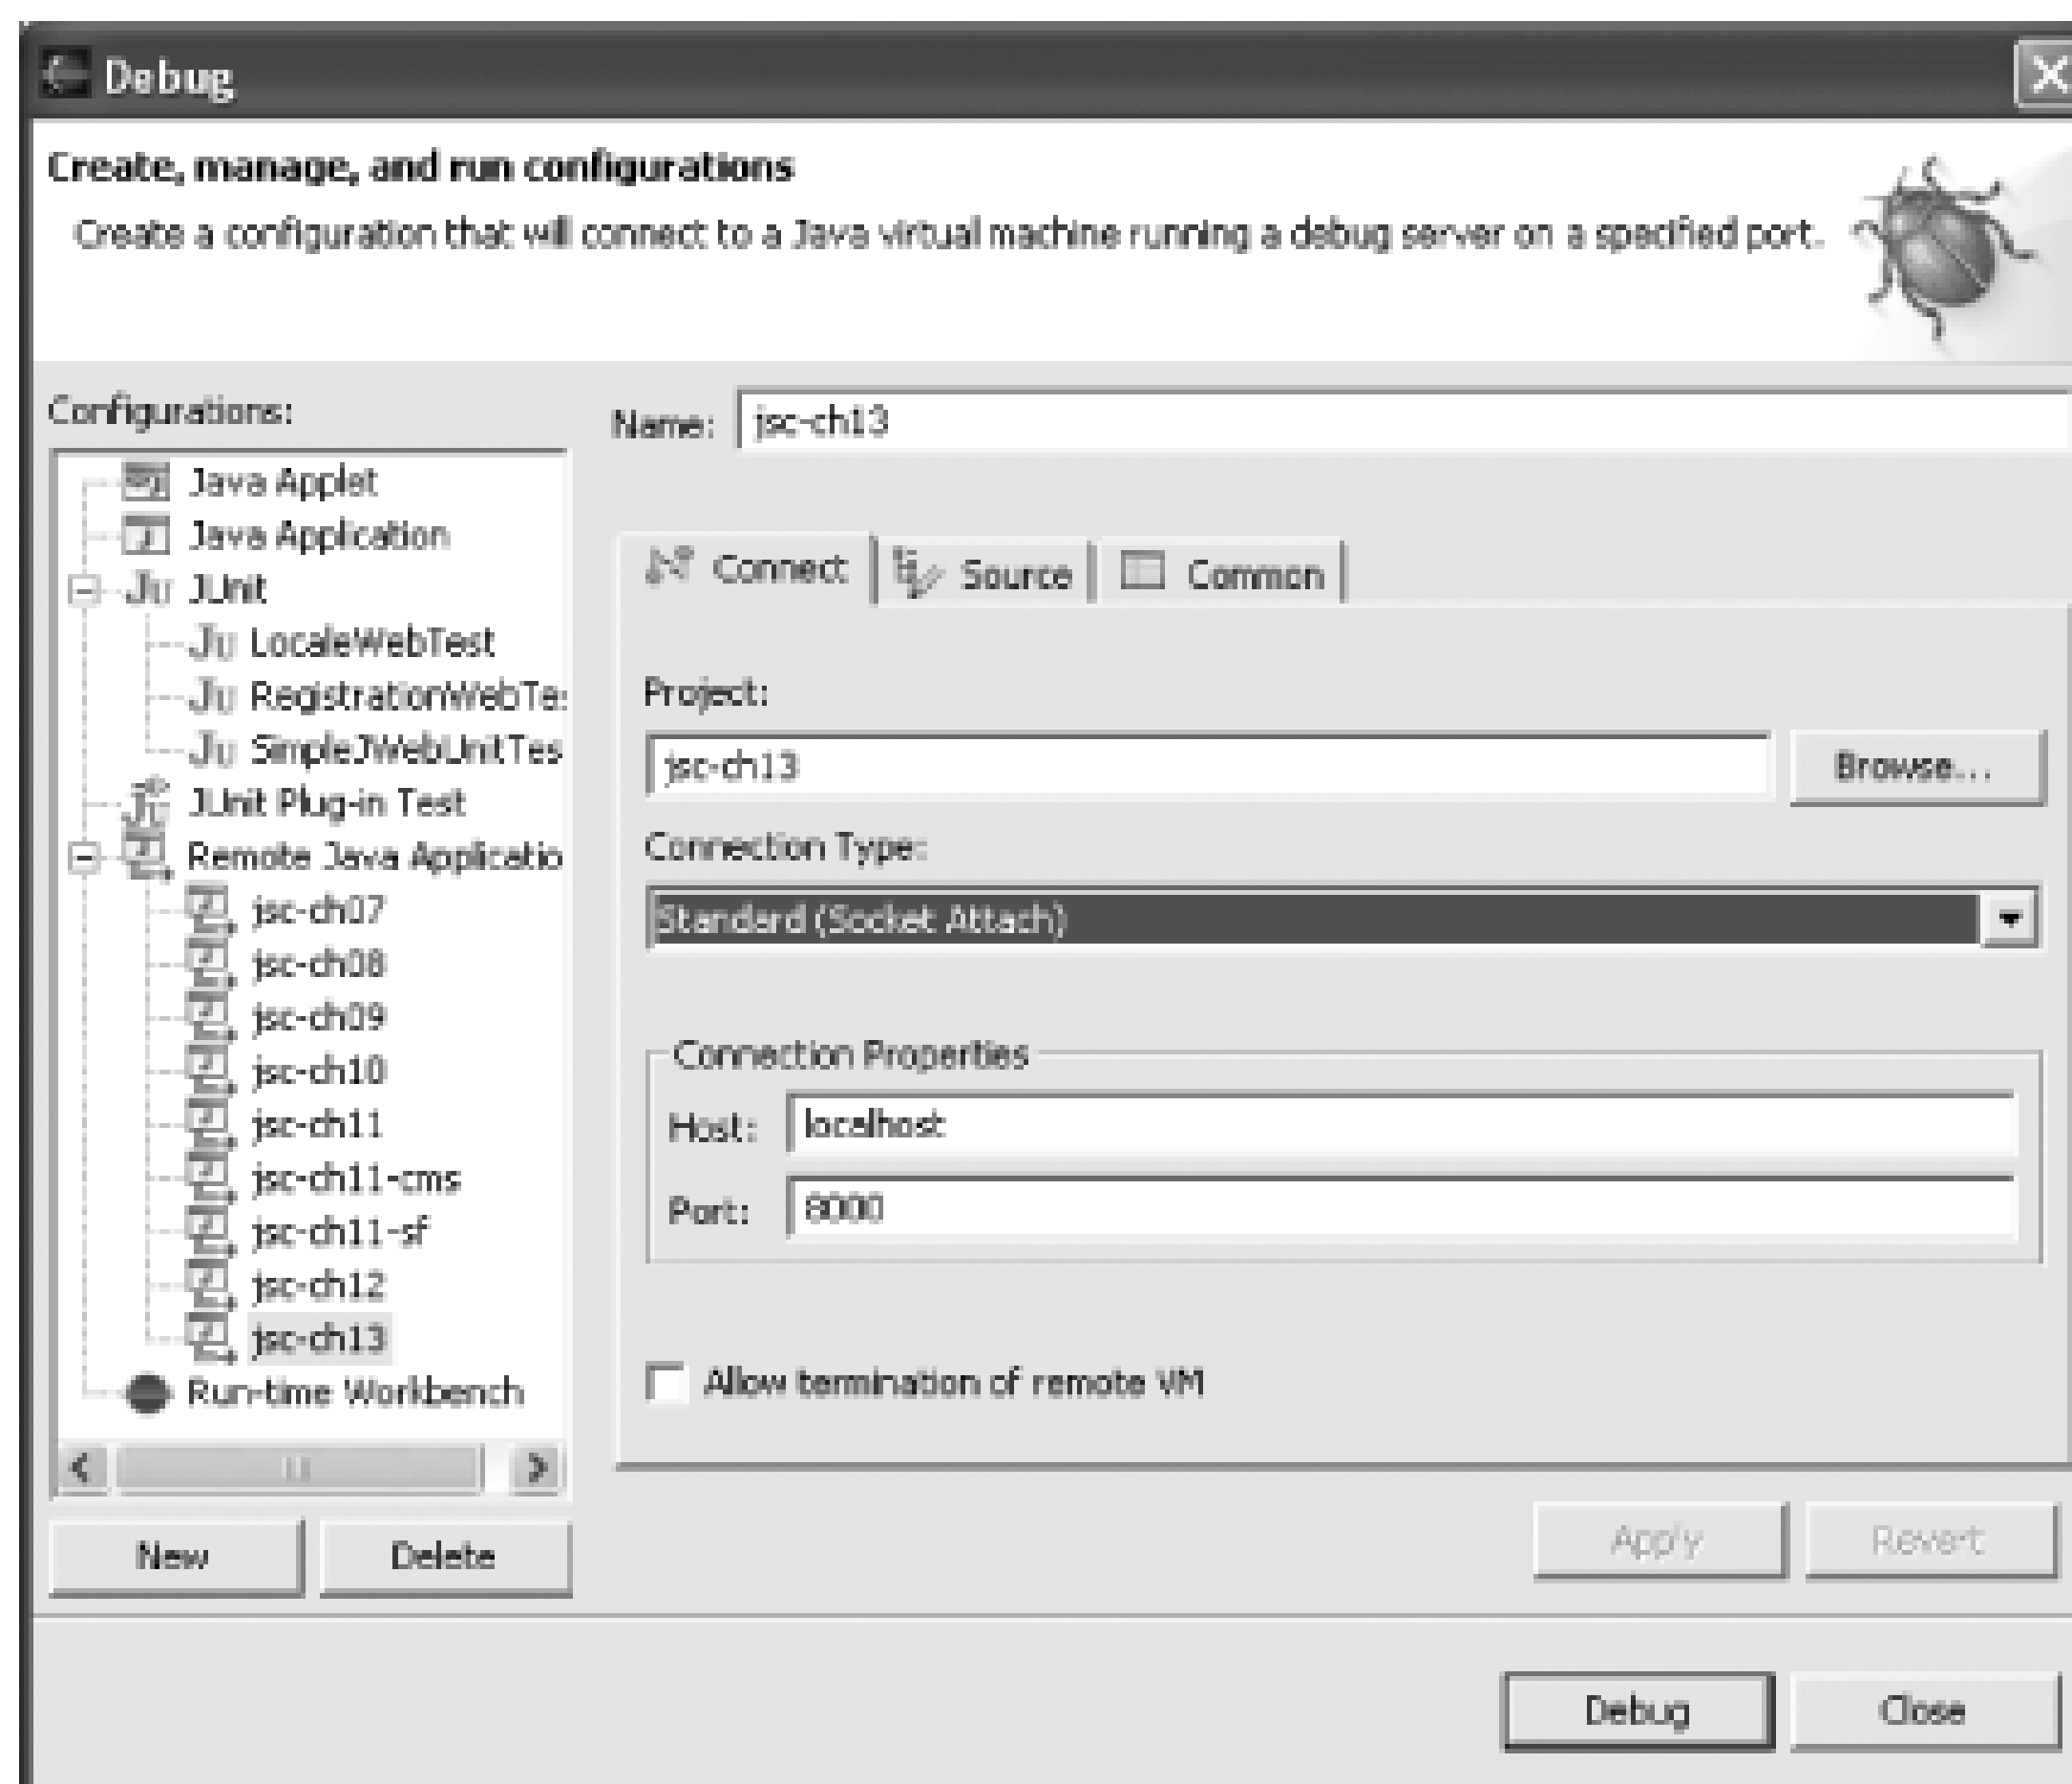 Debug
Create, manage, and run configurations
Create a configuration that will connect to a Java virtual machine running a debug server on a specified port.
Configurations:
Java Applet
Java Application
JUnit
LocaleWebTest
RegistrationWebTes
SimpleJWebUnitTes
JUnit Plug-in Test
Remote Java Applicatio
jsc-ch07
jsc-ch08
jsc-ch09
jsc-ch10
jsc-ch11
jsc-ch11-cms
jsc-ch11-sf
jsc-ch12
jsc-ch13
Run-time Workbench
New Delete
Name: jsc-ch13
Connect Source Common
Project:
jsc-ch13 Browse...
Connection Type:
Standard (Socket Attach)
Connection Properties
Host: localhost
Port: 8000
Allow termination of remote VM
Apply Revert
Debug Close